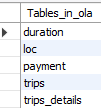 Tables_in_ola
duration
loc
payment
trips
trips_details